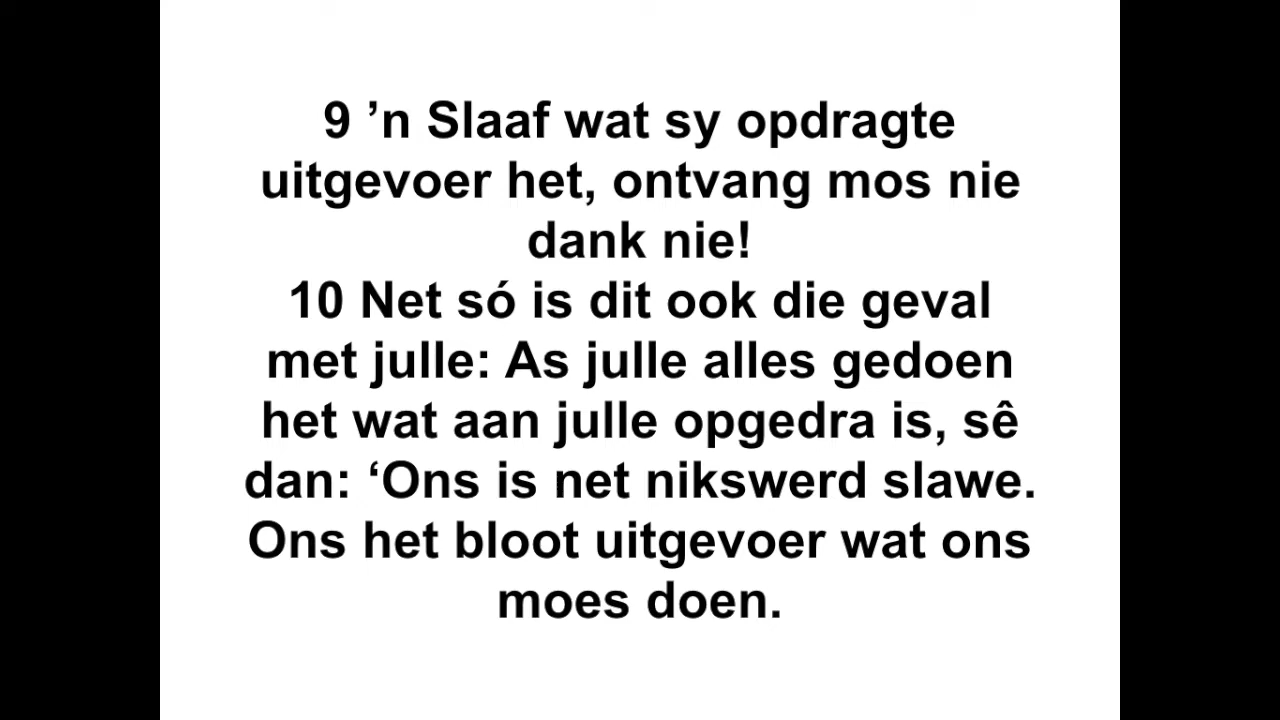 9 ’n Slaaf wat sy opdragte
uitgevoer het, ontvang mos nie
dank nie!
10 Net só is dit ook die geval
met julle: As julle alles gedoen
het wat aan julle opgedra is, sê
dan: ‘Ons is net nikswerd slawe.
Ons het bloot uitgevoer wat ons
moes doen.